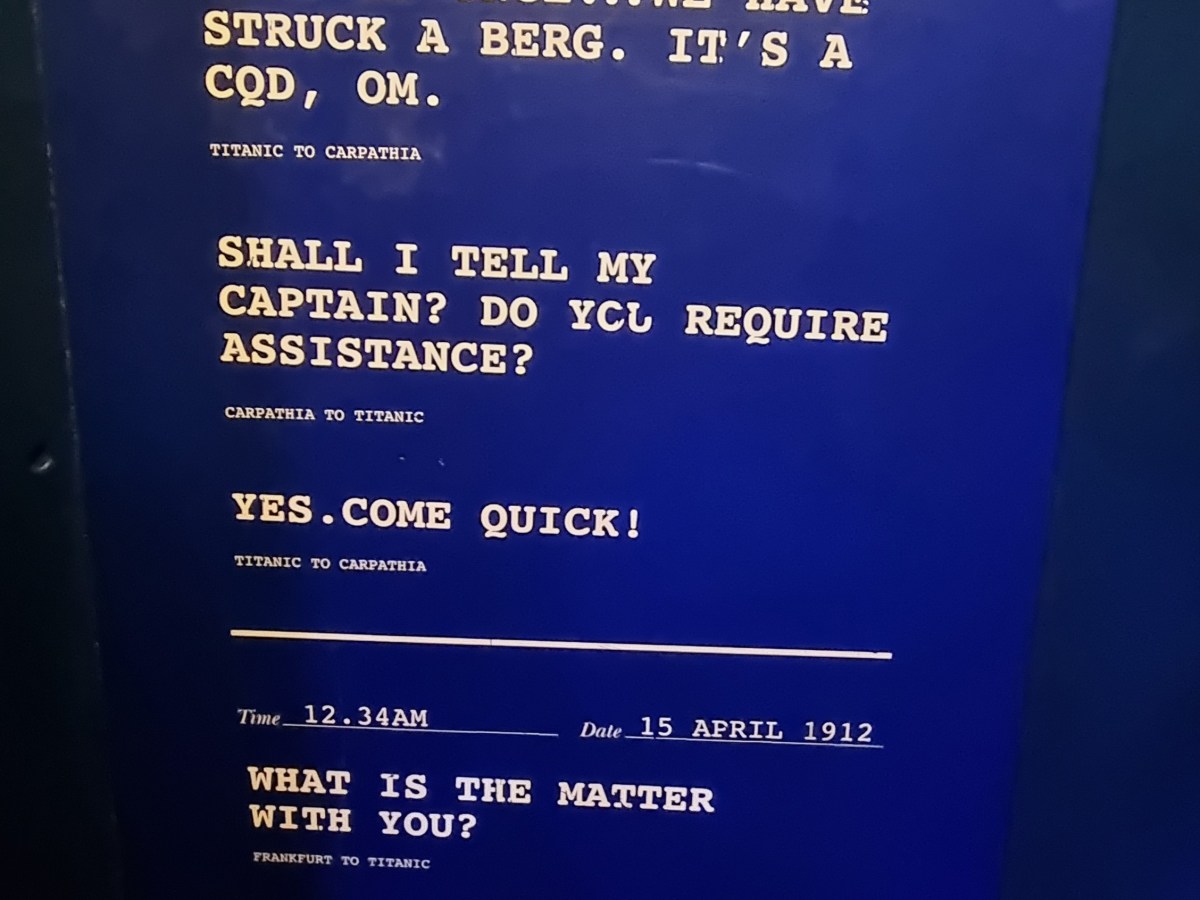 HAVE
STRUCK A BERG. IT'S A
CQD, OM.
TITANIC TO CARPATHIA
SHALL I TELL MY
CAPTAIN? DO YOU REQUIRE
ASSISTANCE?
CARPATHIA TO TITANIC
YES.COME QUICK!
TITANIC TO CARPATHIA
Time 12.34AM Date 15 APRIL 1912
WHAT IS THE MATTER
WITH YOU?
FRANKFURT TO TITANIC